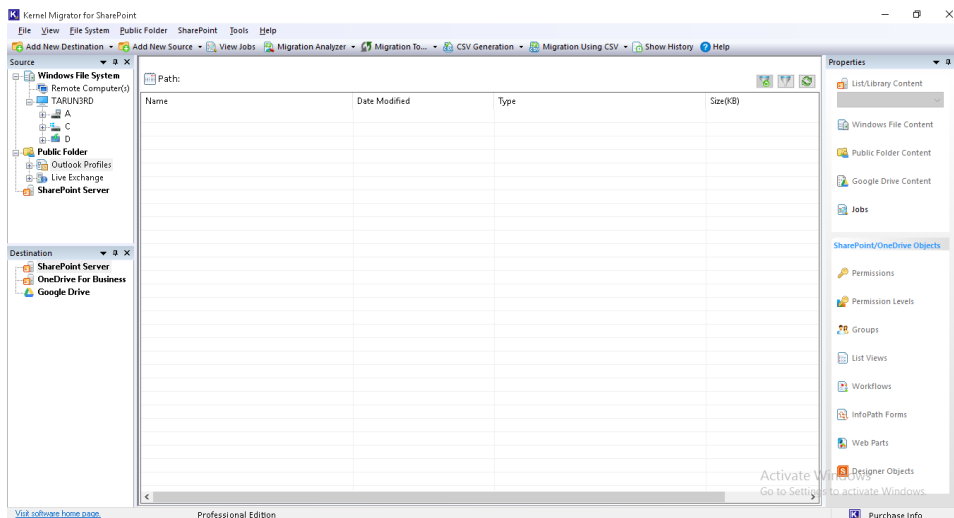 Kernel Migrator for SharePoint
File View File System Public Folder SharePoint Tools Help
Add New Destination Add New Source View Jobs Migration Analyzer Migration To... CSV Generation Migration Using CSV Show History Help
Source
Windows File System
Remote Computer(s)
TARUN3RD
A
C
D
Public Folder
Outlook Profiles
Live Exchange
SharePoint Server
Destination
SharePoint Server
OneDrive For Business
Google Drive
Path:
Name Date Modified Type Size(KB)
Properties
List/Library Content
Windows File Content
Public Folder Content
Google Drive Content
Jobs
SharePoint/OneDrive Objects
Permissions
Permission Levels
Groups
List Views
Workflows
InfoPath Forms
Web Parts
Designer Objects
Activate Windows
Go to Settings to activate Windows.
Visit software home page.
Professional Edition
Purchase Info